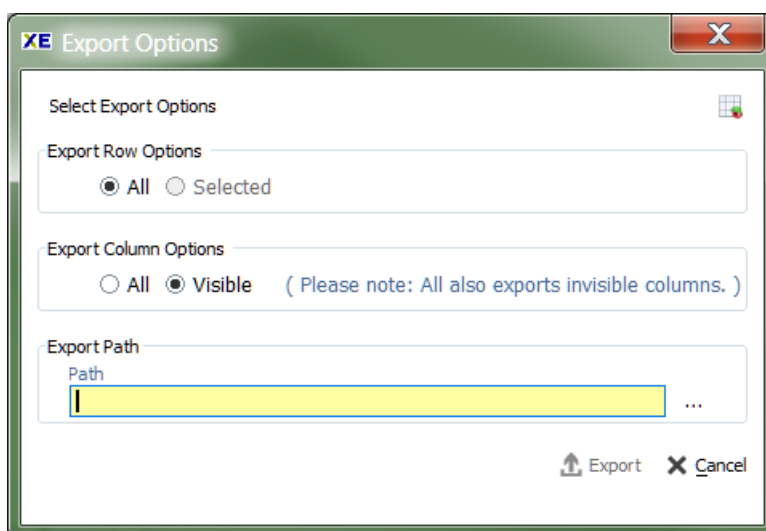 XE Export Options X
Select Export Options
Export Row Options
All Selected
Export Column Options
All Visible ( Please note: All also exports invisible columns. )
Export Path
Path
...
Export Cancel